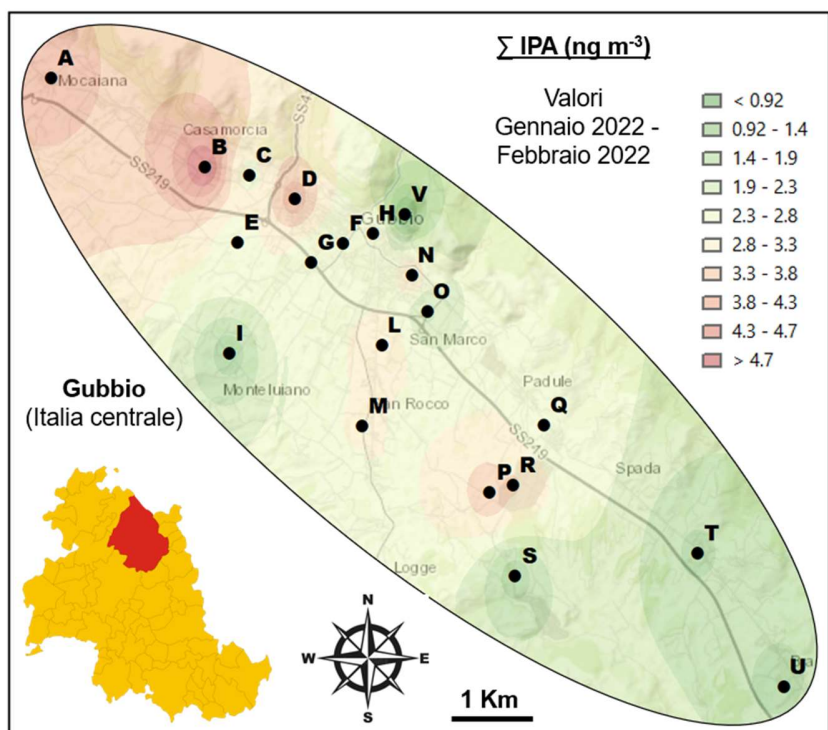 ∑ IPA (ng m⁻³)
Valori
Gennaio 2022 -
Febbraio 2022
< 0.92
0.92 - 1.4
1.4 - 1.9
1.9 - 2.3
2.3 - 2.8
2.8 - 3.3
3.3 - 3.8
3.8 - 4.3
4.3 - 4.7
> 4.7
A
Mocaiana
SS4
Casamorcia
B
C
D
SS249
V
H
Gubbio
F
E
G
N
O
L
San Marco
I
Monteluiano
Gubbio
(Italia centrale)
M
an Rocco
Padule
Q
SS249
P
R
Spada
T
S
Logge
U
N
W
E
S
1 Km